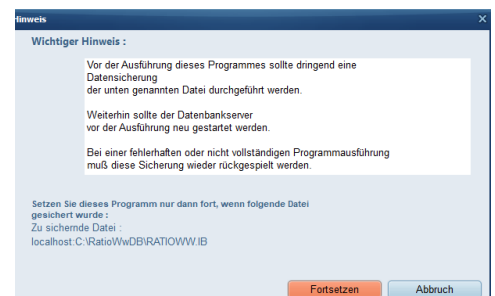 Hinweis
Wichtiger Hinweis :
Vor der Ausführung dieses Programmes sollte dringend eine
Datensicherung
der unten genannten Datei durchgeführt werden.
Weiterhin sollte der Datenbankserver
vor der Ausführung neu gestartet werden.
Bei einer fehlerhaften oder nicht vollständigen Programmausführung
muß diese Sicherung wieder rückgespielt werden.
Setzen Sie dieses Programm nur dann fort, wenn folgende Datei
gesichert wurde :
Zu sichernde Datei :
localhost:C:\RatioWwDB\RATIOWW.IB
Fortsetzen
Abbruch